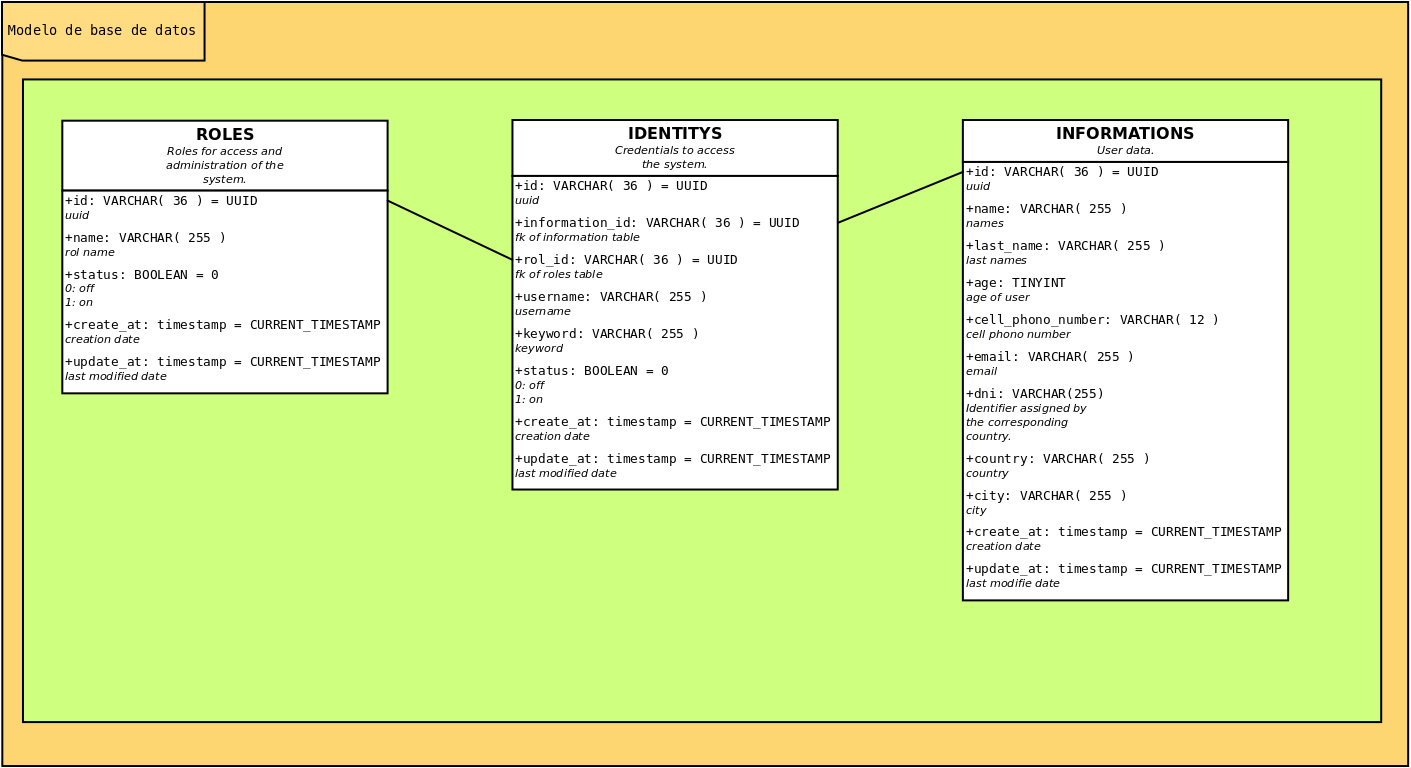 Modelo de base de datos
ROLES
Roles for access and
administration of the
system.
+id: VARCHAR( 36 ) = UUID
uuid
+name: VARCHAR( 255 )
rol name
+status: BOOLEAN = 0
0: off
1: on
+create_at: timestamp = CURRENT_TIMESTAMP
creation date
+update_at: timestamp = CURRENT_TIMESTAMP
last modified date
IDENTITYS
Credentials to access
the system.
+id: VARCHAR( 36 ) = UUID
uuid
+information_id: VARCHAR( 36 ) = UUID
fk of information table
+rol_id: VARCHAR( 36 ) = UUID
fk of roles table
+username: VARCHAR( 255 )
username
+keyword: VARCHAR( 255 )
keyword
+status: BOOLEAN = 0
0: off
1: on
+create_at: timestamp = CURRENT_TIMESTAMP
creation date
+update_at: timestamp = CURRENT_TIMESTAMP
last modified date
INFORMATIONS
User data.
+id: VARCHAR( 36 ) = UUID
uuid
+name: VARCHAR( 255 )
names
+last_name: VARCHAR( 255 )
last names
+age: TINYINT
age of user
+cell_phono_number: VARCHAR( 12 )
cell phono number
+email: VARCHAR( 255 )
email
+dni: VARCHAR(255)
Identifier assigned by
the corresponding
country.
+country: VARCHAR( 255 )
country
+city: VARCHAR( 255 )
city
+create_at: timestamp = CURRENT_TIMESTAMP
creation date
+update_at: timestamp = CURRENT_TIMESTAMP
last modifie date